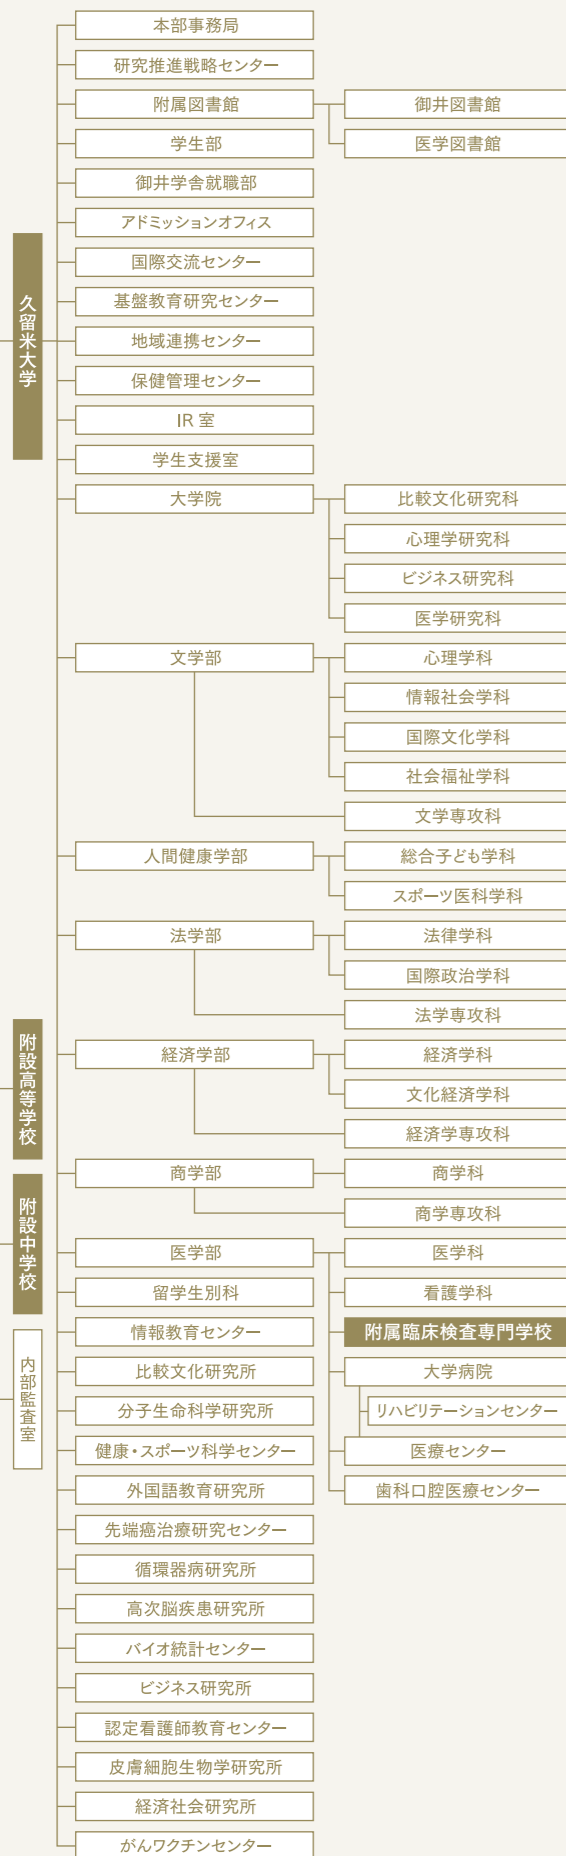 久留米大学
本部事務局
研究推進戦略センター
附属図書館
御井図書館
医学図書館
学生部
御井学舎就職部
アドミッションオフィス
国際交流センター
基盤教育研究センター
地域連携センター
保健管理センター
IR 室
学生支援室
大学院
比較文化研究科
心理学研究科
ビジネス研究科
医学研究科
文学部
心理学科
情報社会学科
国際文化学科
社会福祉学科
文学専攻科
人間健康学部
総合子ども学科
スポーツ医科学科
法学部
法律学科
国際政治学科
法学専攻科
経済学部
経済学科
文化経済学科
経済学専攻科
商学部
商学科
商学専攻科
医学部
医学科
看護学科
附属臨床検査専門学校
大学病院
リハビリテーションセンター
医療センター
歯科口腔医療センター
留学生別科
情報教育センター
比較文化研究所
分子生命科学研究所
健康・スポーツ科学センター
外国語教育研究所
先端癌治療研究センター
循環器病研究所
高次脳疾患研究所
バイオ統計センター
ビジネス研究所
認定看護師教育センター
皮膚細胞生物学研究所
経済社会研究所
がんワクチンセンター
附設高等学校
附設中学校
内部監査室